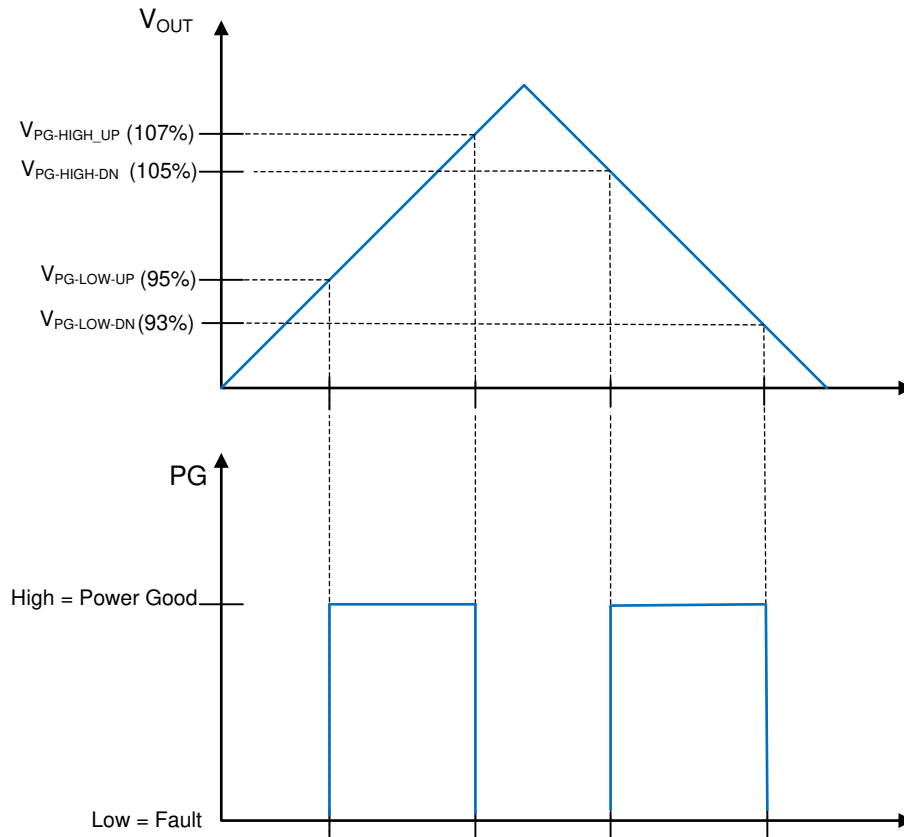 VOUT
VPG-HIGH_UP (107%)
VPG-HIGH-DN (105%)
VPG-LOW-UP (95%)
VPG-LOW-DN (93%)
PG
High = Power Good
Low = Fault